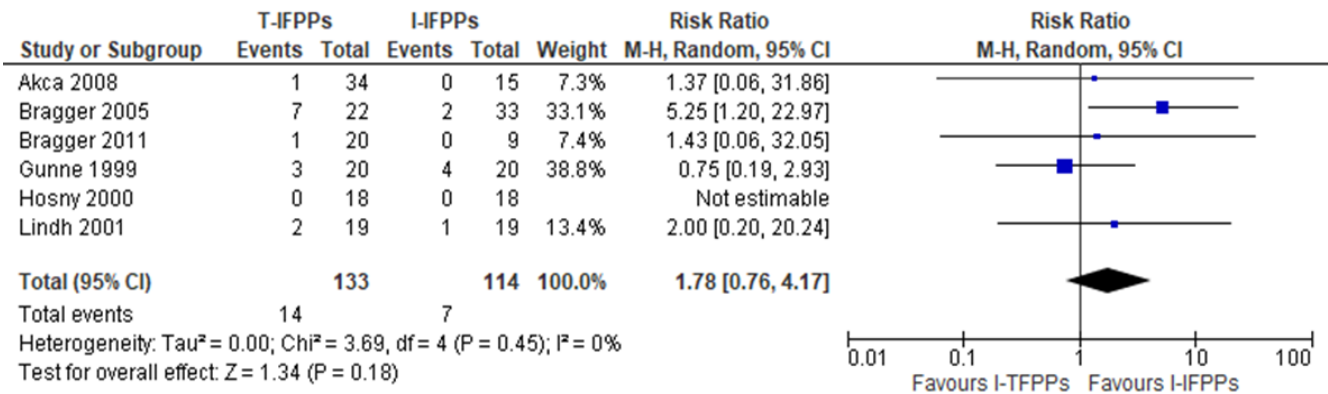 T-IFPPs I-IFPPs Risk Ratio Risk Ratio
Study or Subgroup Events Total Events Total Weight M-H, Random, 95% CI M-H, Random, 95% CI
Akca 2008 1 34 0 15 7.3% 1.37 [0.06, 31.86]
Bragger 2005 7 22 2 33 33.1% 5.25 [1.20, 22.97]
Bragger 2011 1 20 0 9 7.4% 1.43 [0.06, 32.05]
Gunne 1999 3 20 4 20 38.8% 0.75 [0.19, 2.93]
Hosny 2000 0 18 0 18 Not estimable
Lindh 2001 2 19 1 19 13.4% 2.00 [0.20, 20.24]
Total (95% CI) 133 114 100.0% 1.78 [0.76, 4.17]
Total events 14 7
Heterogeneity: Tau² = 0.00; Chi² = 3.69, df = 4 (P = 0.45); I² = 0%
Test for overall effect: Z = 1.34 (P = 0.18)
0.01 0.1 1 10 100
Favours I-TFPPs Favours I-IFPPs